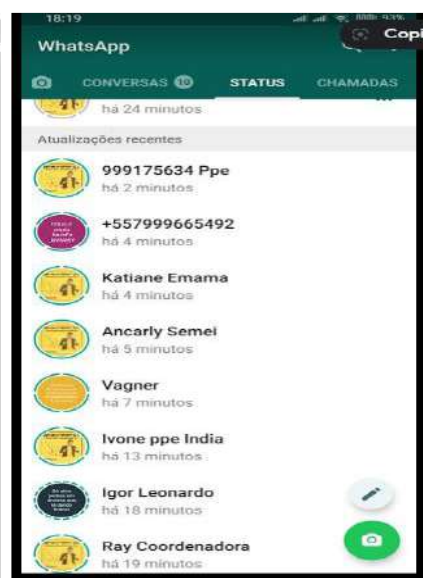 18:19
93%
Copi
WhatsApp
CONVERSAS 10
STATUS
CHAMADAS
há 24 minutos
Atualizações recentes
999175634 Ppe
há 2 minutos
+557999665492
há 4 minutos
Katiane Emama
há 4 minutos
Ancarly Semei
há 5 minutos
Vagner
há 7 minutos
Ivone ppe India
há 13 minutos
Igor Leonardo
há 18 minutos
Ray Coordenadora
há 19 minutos